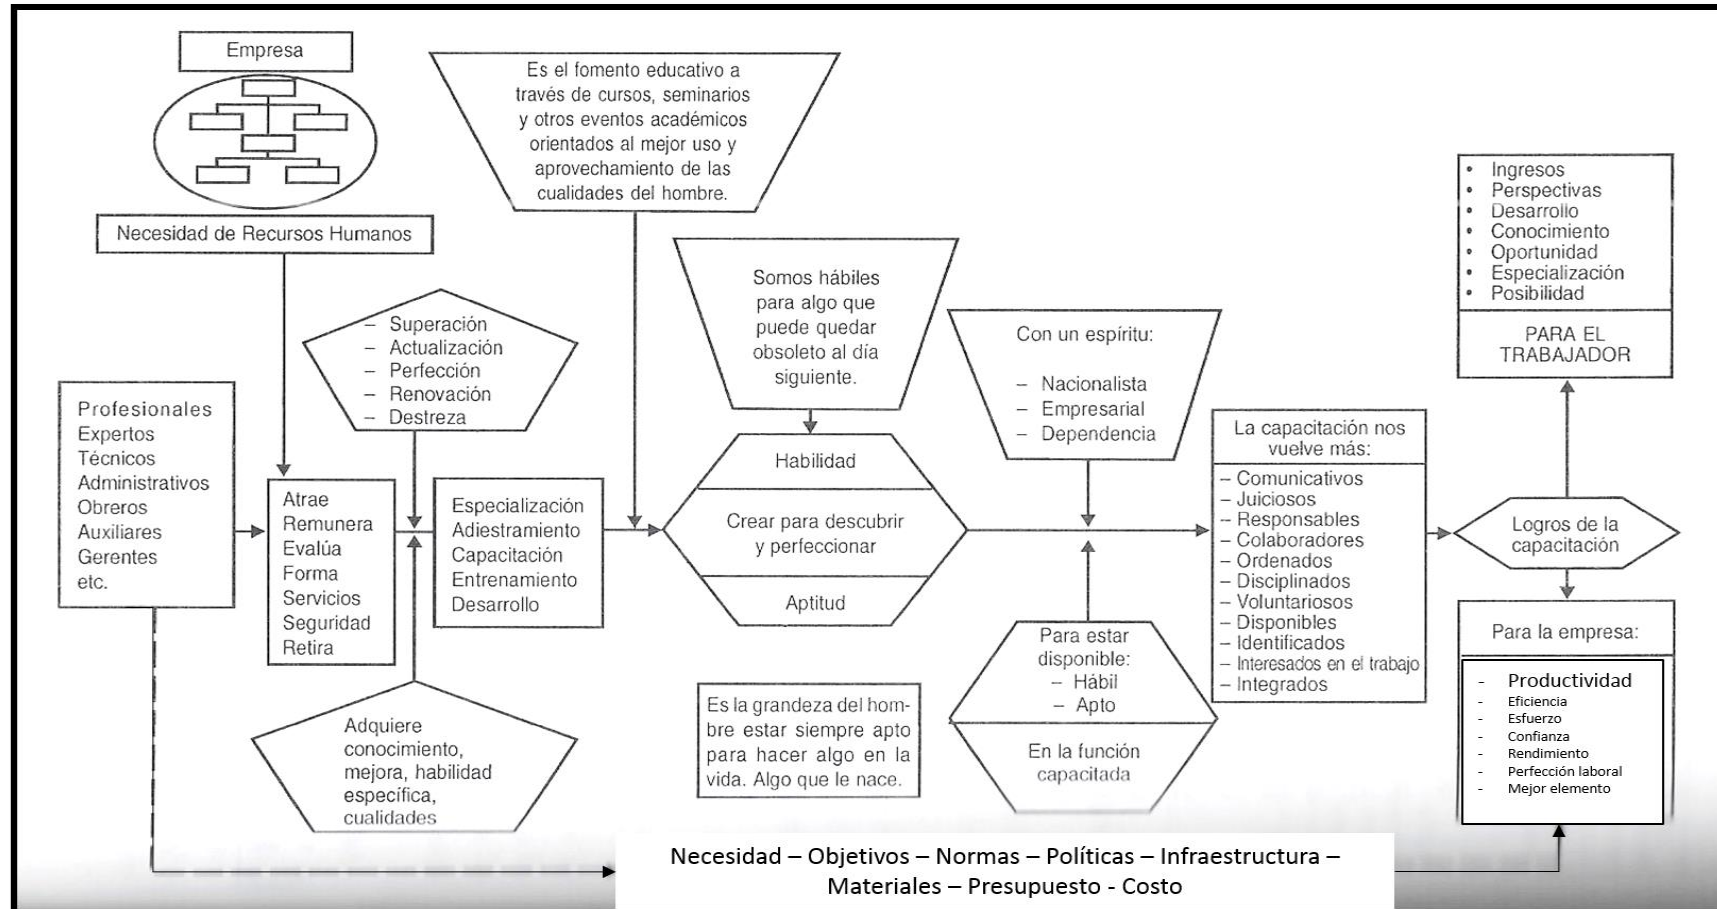 Empresa
Necesidad de Recursos Humanos
Es el fomento educativo a
través de cursos, seminarios
y otros eventos académicos
orientados al mejor uso y
aprovechamiento de las
cualidades del hombre.
– Superación
– Actualización
– Perfección
– Renovación
– Destreza
Profesionales
Expertos
Técnicos
Administrativos
Obreros
Auxiliares
Gerentes
etc.
Atrae
Remunera
Evalúa
Forma
Servicios
Seguridad
Retira
Adquiere
conocimiento,
mejora, habilidad
específica,
cualidades
Especialización
Adiestramiento
Capacitación
Entrenamiento
Desarrollo
Somos hábiles
para algo que
puede quedar
obsoleto al día
siguiente.
Habilidad
Crear para descubrir
y perfeccionar
Aptitud
Es la grandeza del hom-
bre estar siempre apto
para hacer algo en la
vida. Algo que le nace.
Con un espíritu:
– Nacionalista
– Empresarial
– Dependencia
Para estar
disponible:
– Hábil
– Apto
En la función
capacitada
La capacitación nos
vuelve más:
– Comunicativos
– Juiciosos
– Responsables
– Colaboradores
– Ordenados
– Disciplinados
– Voluntariosos
– Disponibles
– Identificados
– Interesados en el trabajo
– Integrados
Logros de la
capacitación
• Ingresos
• Perspectivas
• Desarrollo
• Conocimiento
• Oportunidad
• Especialización
• Posibilidad
PARA EL
TRABAJADOR
Para la empresa:
- Productividad
- Eficiencia
- Esfuerzo
- Confianza
- Rendimiento
- Perfección laboral
- Mejor elemento
Necesidad – Objetivos – Normas – Políticas – Infraestructura –
Materiales – Presupuesto - Costo